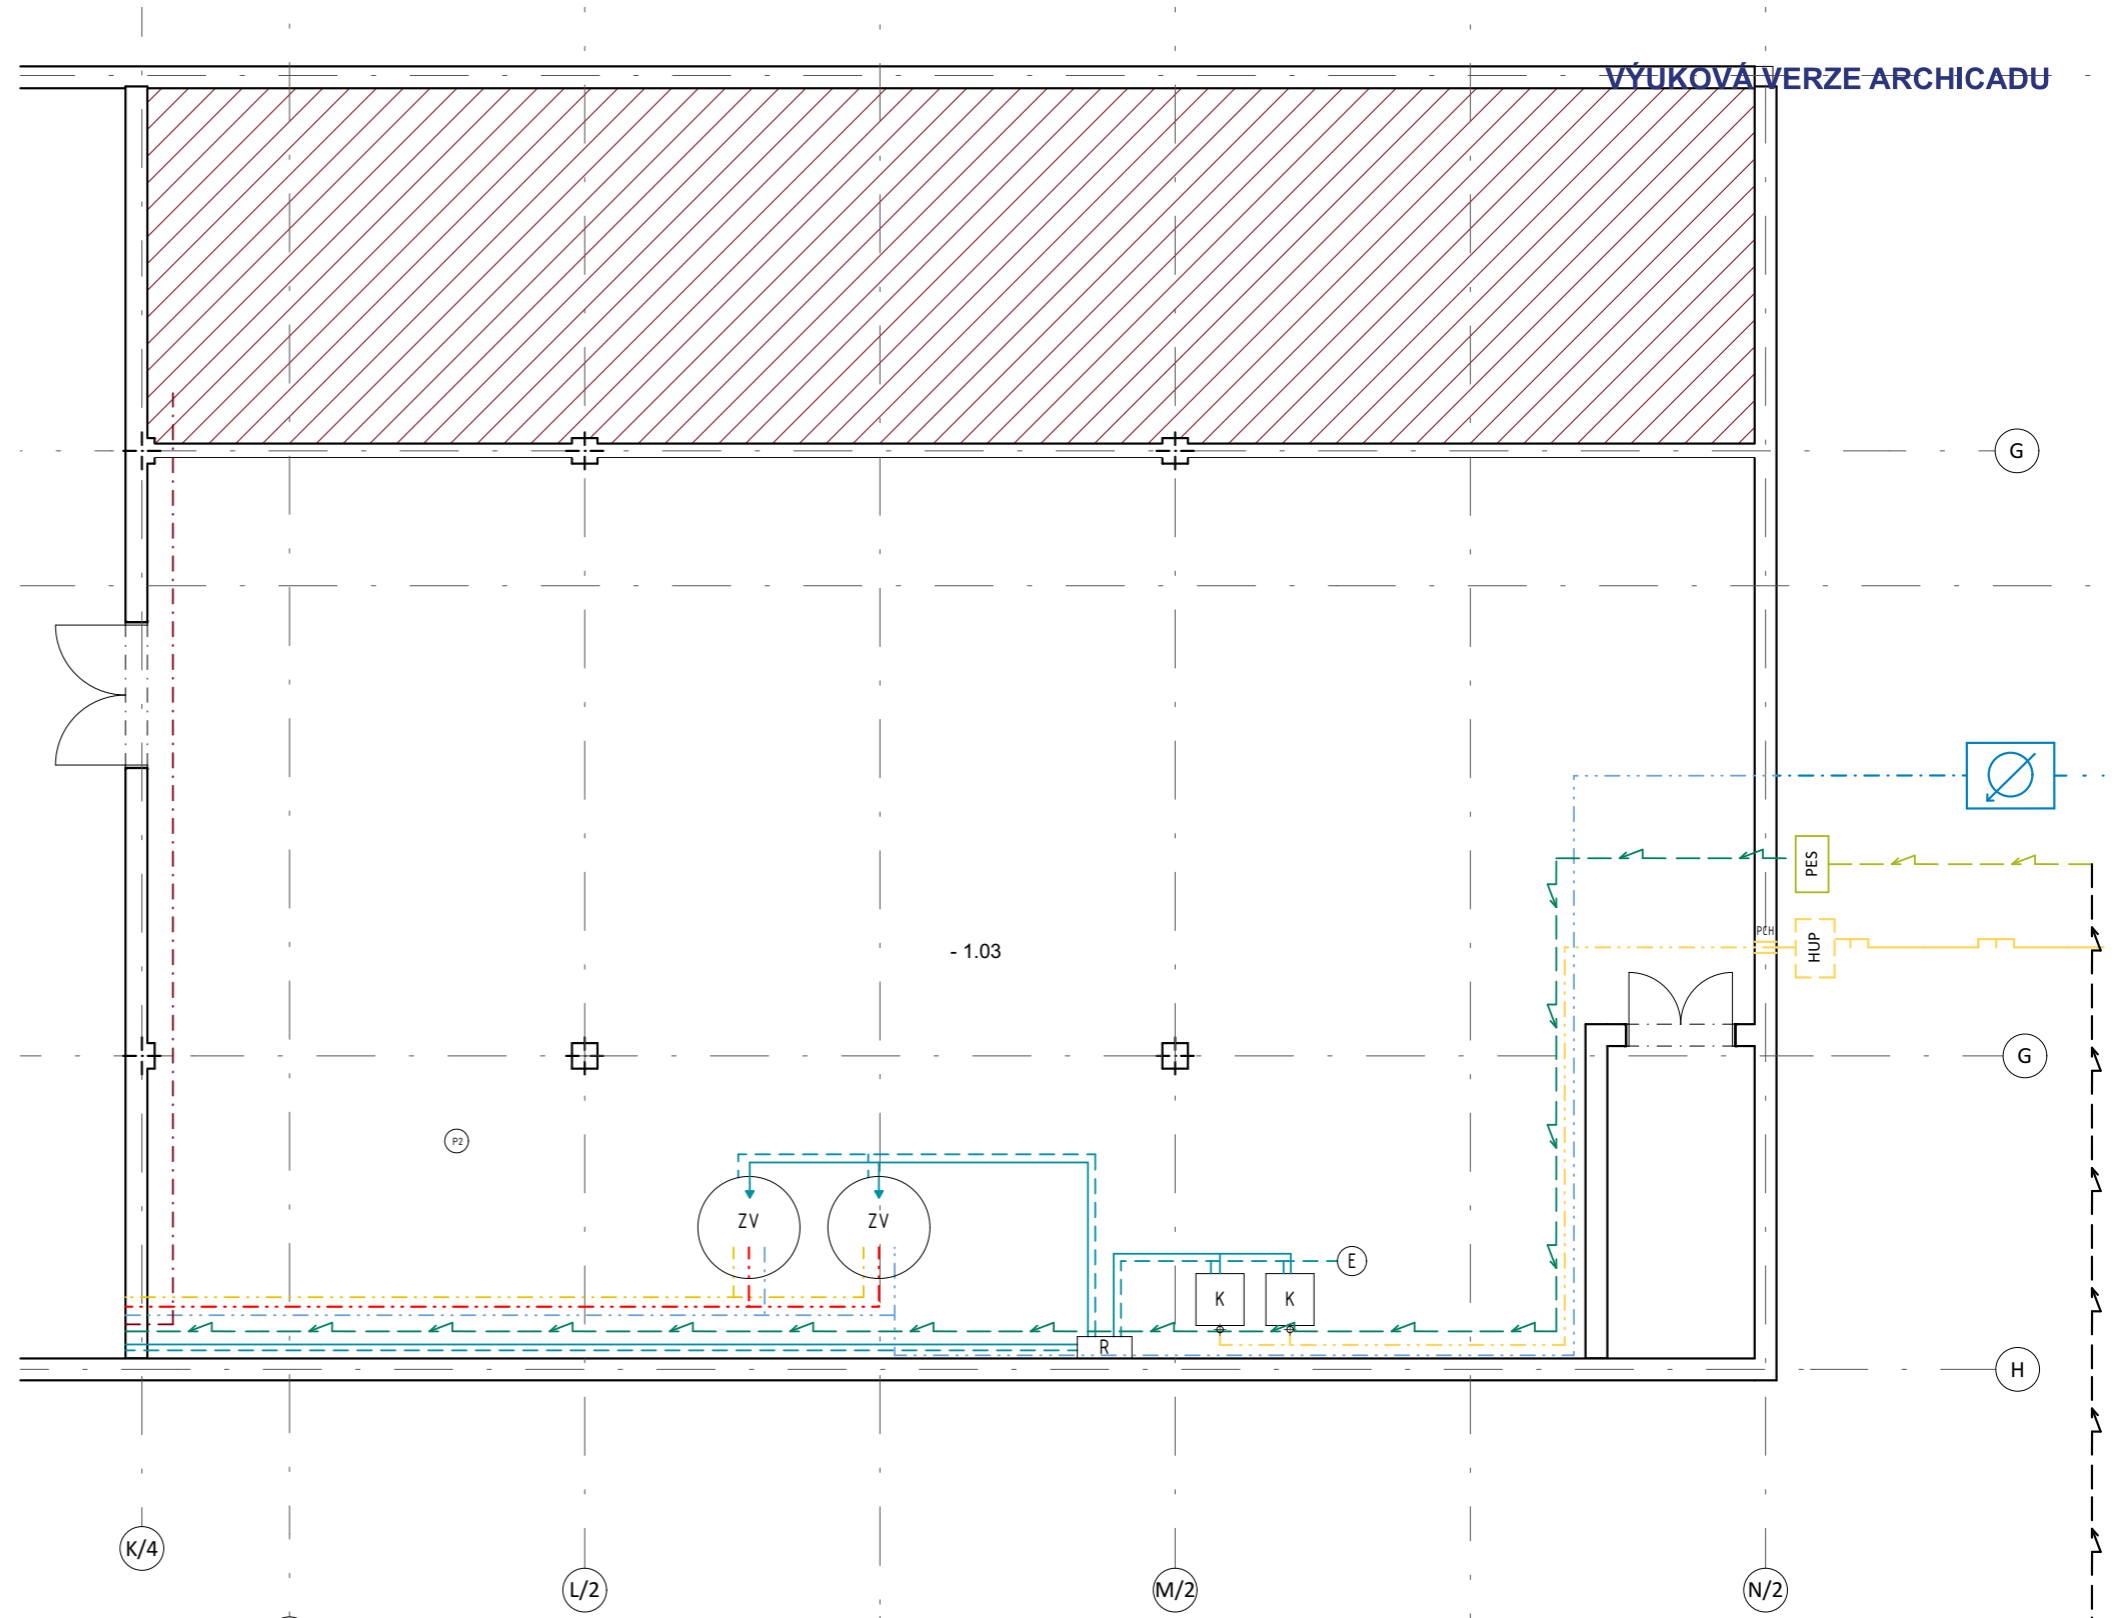 VÝUKOVÁ VERZE ARCHICADU
G
PES
PCH
HUP
- 1.03
G
P2
ZV
ZV
E
K
K
R
H
K/4
L/2
M/2
N/2